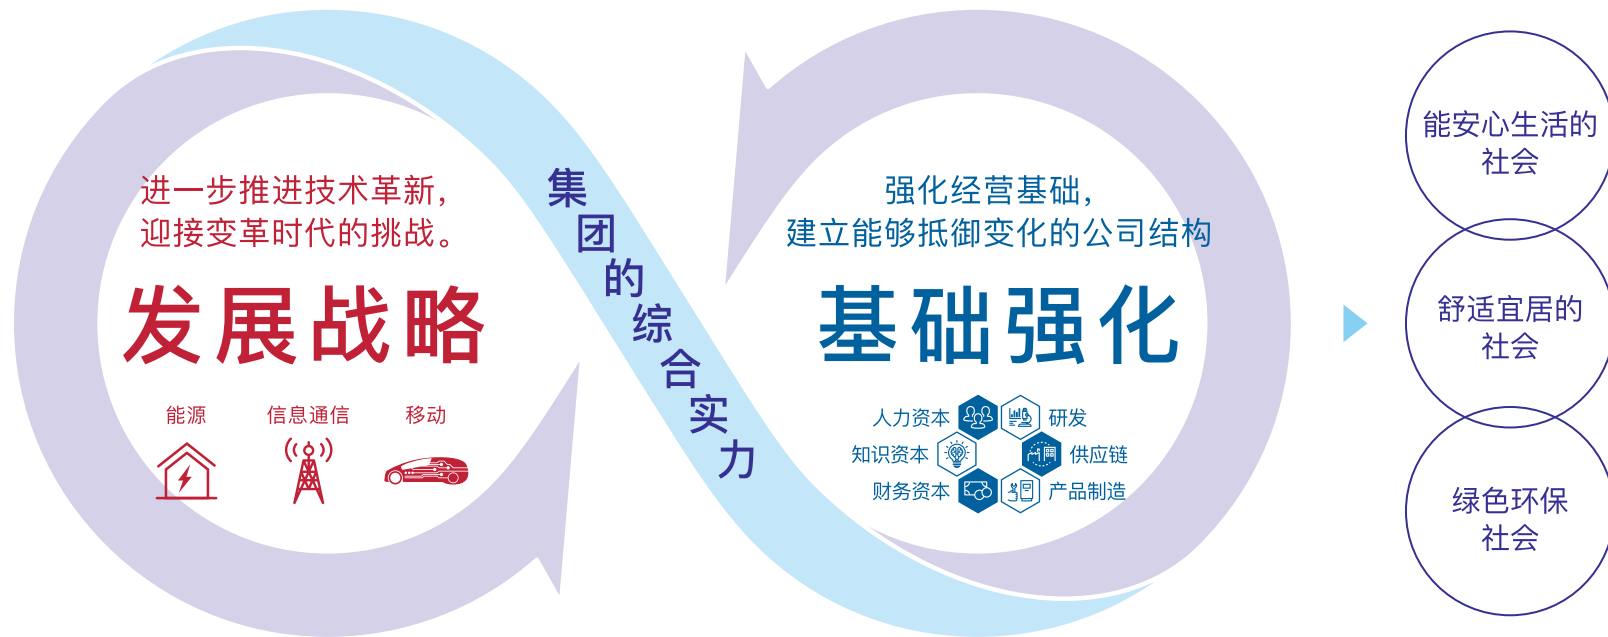 进一步推进技术革新，
迎接变革时代的挑战。
发展战略
能源
信息通信
移动
集团的综合实力
强化经营基础，
建立能够抵御变化的公司结构
基础强化
人力资本
研发
知识资本
供应链
财务资本
产品制造
能安心生活的
社会
舒适宜居的
社会
绿色环保
社会